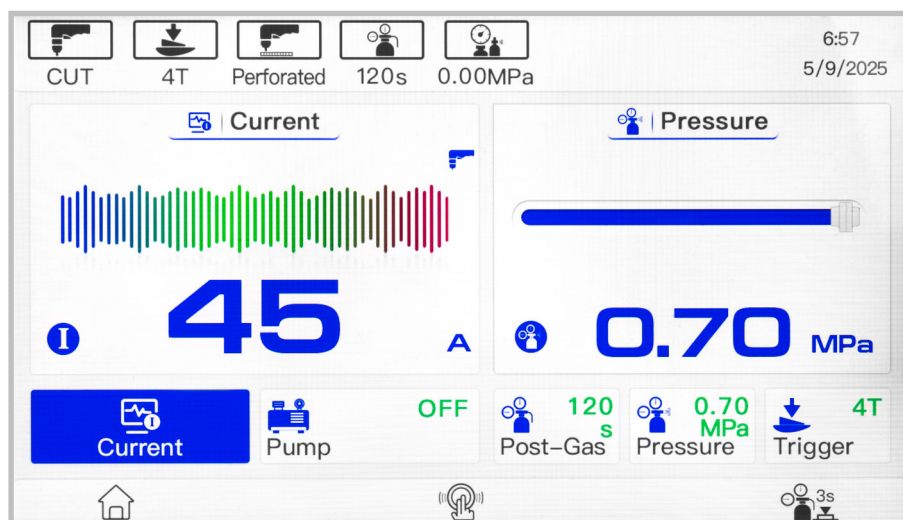 CUT
4T
Perforated
120s
0.00MPa
6:57
5/9/2025
Current
Pressure
45
I
A
0.70
MPa
Current
OFF
Pump
120
s
Post-Gas
0.70
MPa
Pressure
4T
Trigger
3s